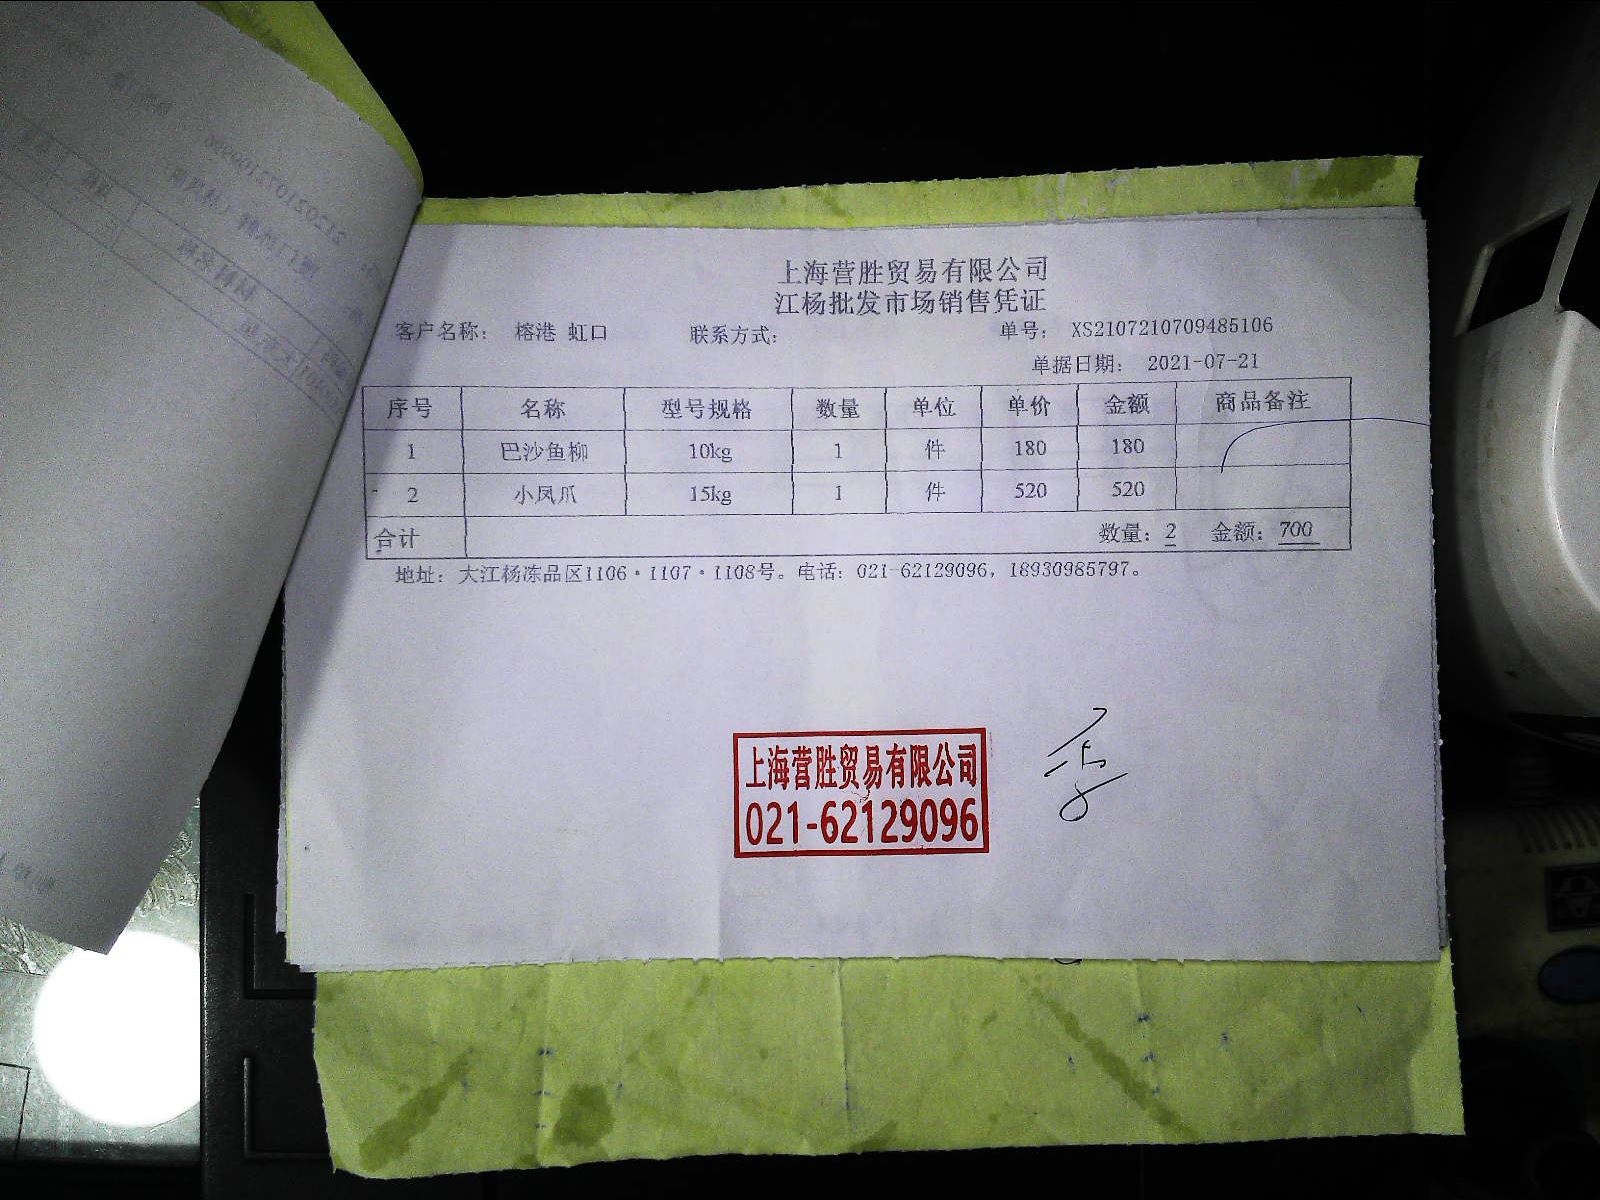 上海营胜贸易有限公司
江杨批发市场销售凭证
客户名称： 榕港 虹口 联系方式： 单号： XS2107210709485106
单据日期： 2021-07-21
序号 名称 型号规格 数量 单位 单价 金额 商品备注
1 巴沙鱼柳 10kg 1 件 180 180
2 小凤爪 15kg 1 件 520 520
合计 数量：2 金额：700
地址：大江杨冻品区1106·1107·1108号。电话：021-62129096，18930985797。
上海营胜贸易有限公司
021-62129096